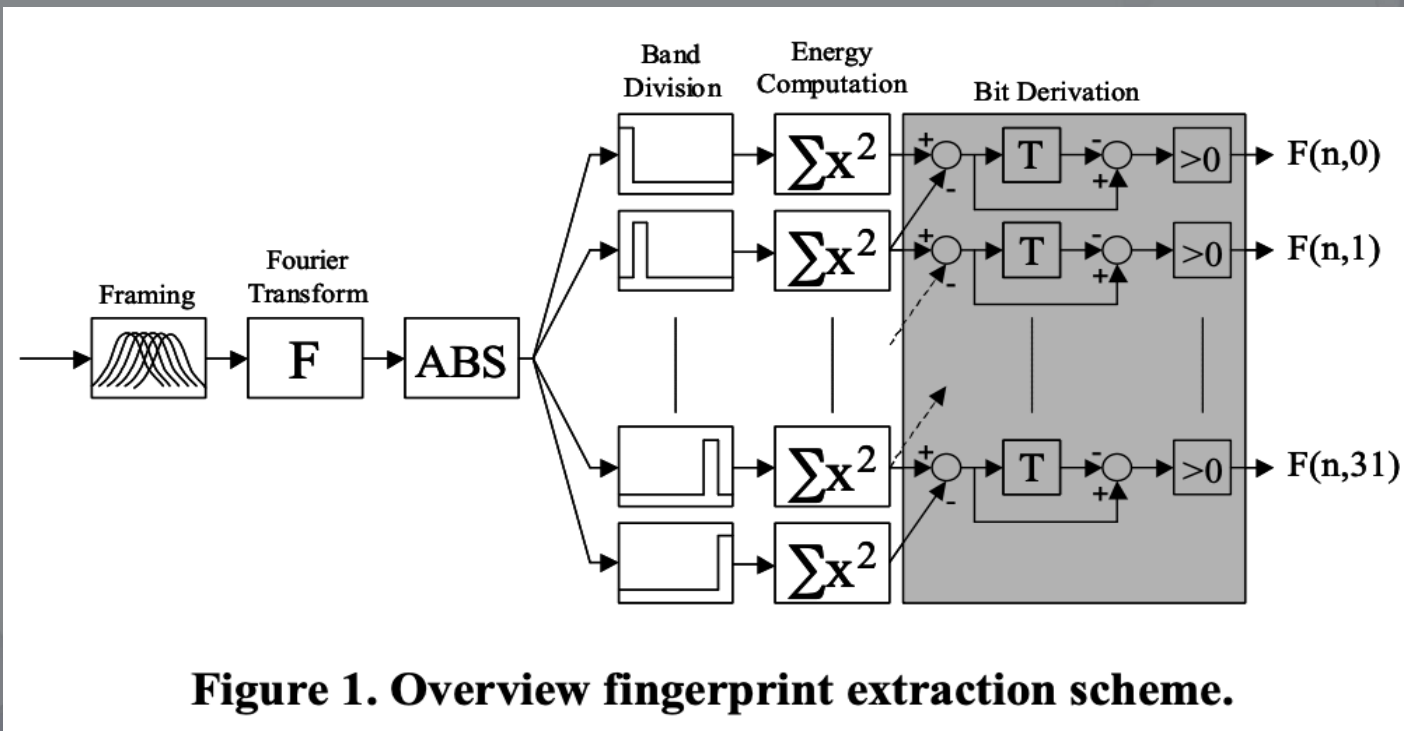 Band
Division
Energy
Computation
Bit Derivation
∑x²
+
-
T
-
+
>0
F(n,0)
∑x²
+
-
T
-
+
>0
F(n,1)
Framing
Fourier
Transform
F
ABS
∑x²
+
-
T
-
+
>0
F(n,31)
∑x²
Figure 1. Overview fingerprint extraction scheme.